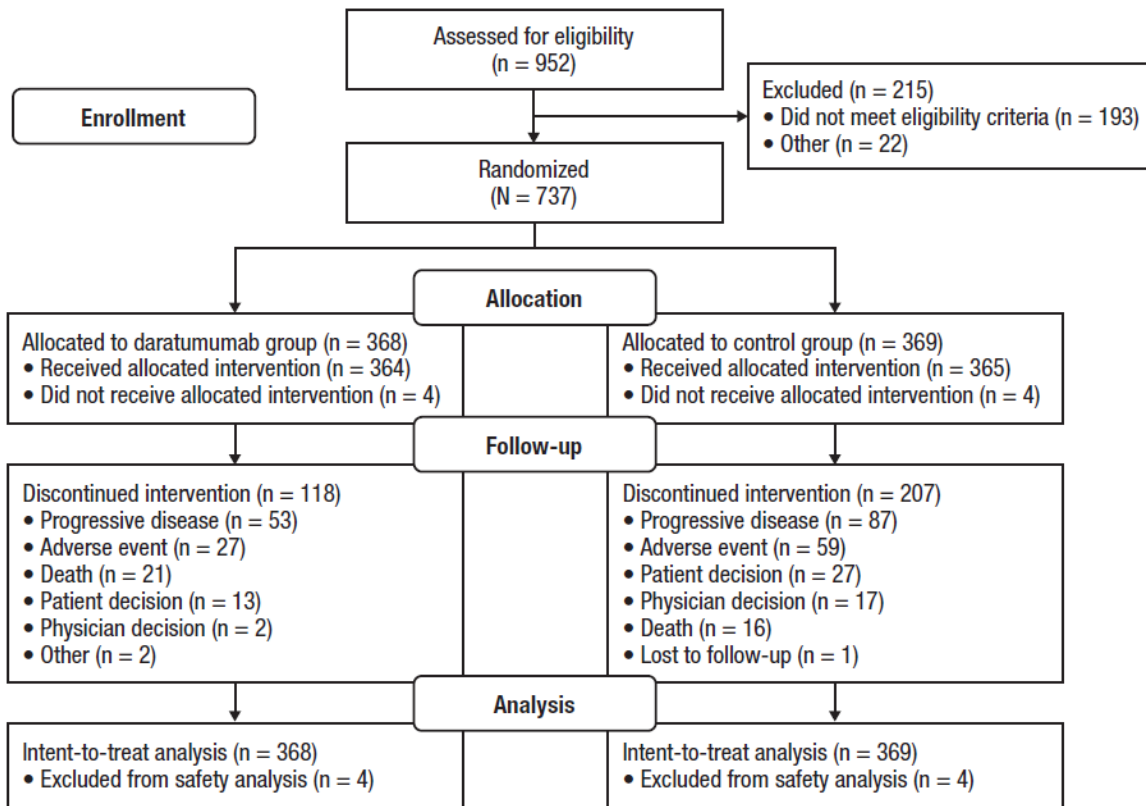 Assessed for eligibility
(n = 952)
Enrollment
Excluded (n = 215)
• Did not meet eligibility criteria (n = 193)
• Other (n = 22)
Randomized
(N = 737)
Allocation
Allocated to daratumumab group (n = 368)
• Received allocated intervention (n = 364)
• Did not receive allocated intervention (n = 4)
Allocated to control group (n = 369)
• Received allocated intervention (n = 365)
• Did not receive allocated intervention (n = 4)
Follow-up
Discontinued intervention (n = 118)
• Progressive disease (n = 53)
• Adverse event (n = 27)
• Death (n = 21)
• Patient decision (n = 13)
• Physician decision (n = 2)
• Other (n = 2)
Discontinued intervention (n = 207)
• Progressive disease (n = 87)
• Adverse event (n = 59)
• Patient decision (n = 27)
• Physician decision (n = 17)
• Death (n = 16)
• Lost to follow-up (n = 1)
Analysis
Intent-to-treat analysis (n = 368)
• Excluded from safety analysis (n = 4)
Intent-to-treat analysis (n = 369)
• Excluded from safety analysis (n = 4)